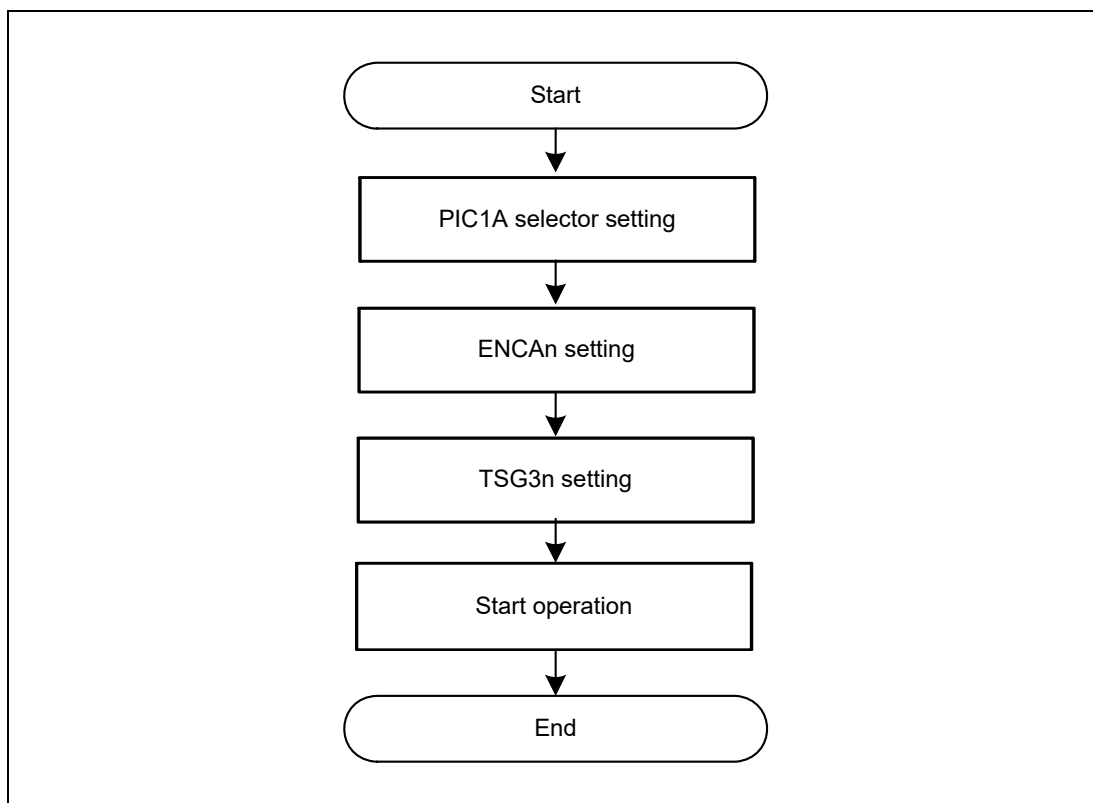 Start
PIC1A selector setting
ENCAn setting
TSG3n setting
Start operation
End